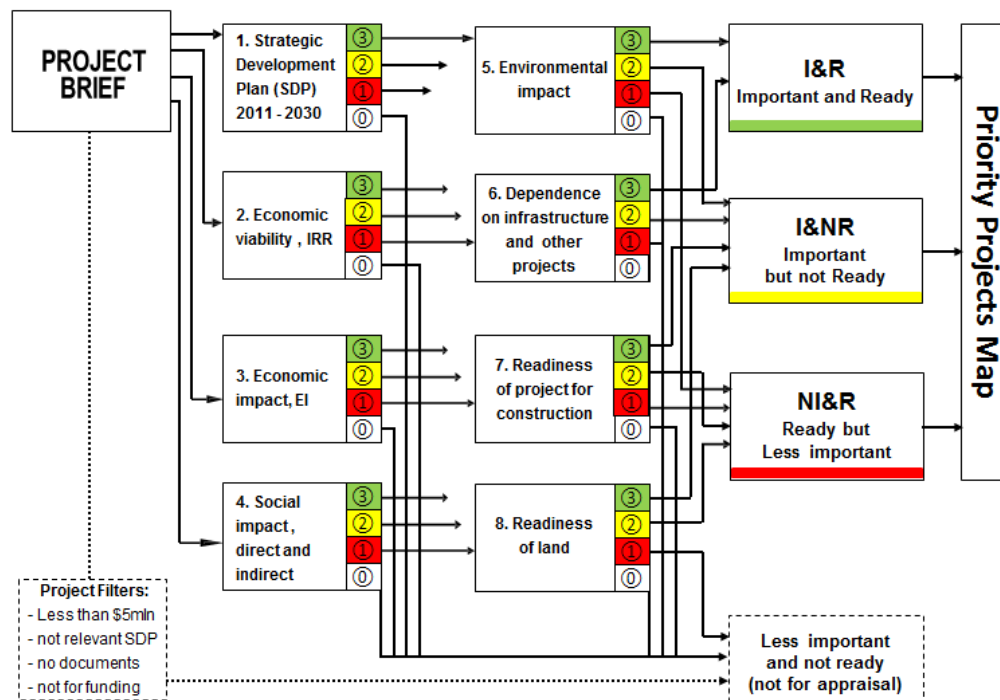 PROJECT
BRIEF
1. Strategic
Development
Plan (SDP)
2011 - 2030
③
②
①
⓪
2. Economic
viability , IRR
③
②
①
⓪
3. Economic
impact, EI
③
②
①
⓪
4. Social
impact ,
direct and
indirect
③
②
①
⓪
5. Environmental
impact
③
②
①
⓪
6. Dependence
on infrastructure
and other
projects
③
②
①
⓪
7. Readiness
of project for
construction
③
②
①
⓪
8. Readiness
of land
③
②
①
⓪
I&R
Important and Ready
I&NR
Important
but not Ready
NI&R
Ready but
Less important
Less important
and not ready
(not for appraisal)
Priority Projects Map
Project Filters:
- Less than $5mln
- not relevant SDP
- no documents
- not for funding